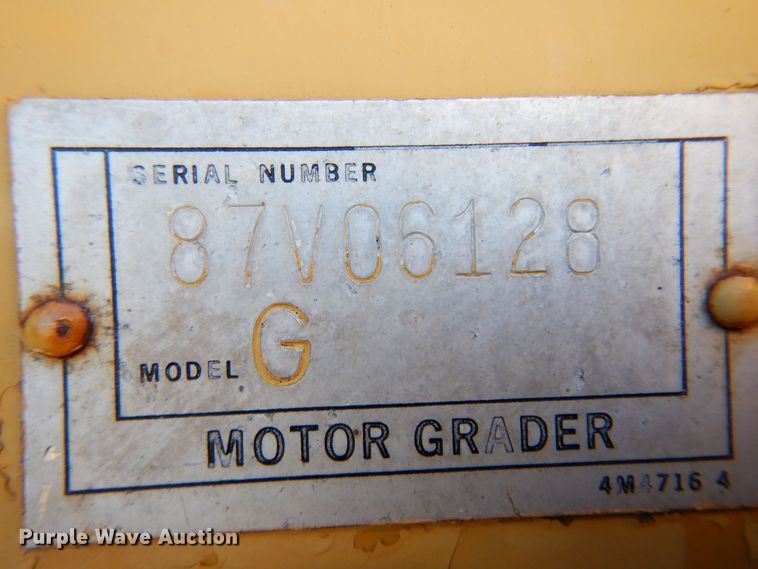 SERIAL NUMBER
87V06128
MODEL G
MOTOR GRADER
4M4716 4
Purple Wave Auction